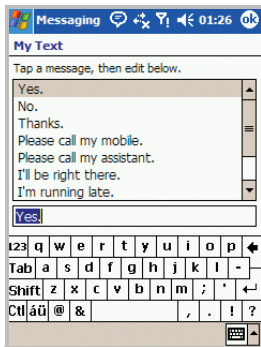 Messaging 01:26 ok
My Text
Tap a message, then edit below.
Yes.
No.
Thanks.
Please call my mobile.
Please call my assistant.
I'll be right there.
I'm running late.
Yes.
123 q w e r t y u i o p
Tab a s d f g h j k l -
Shift z x c v b n m ; '
Ctl áü @ & , . ! ?